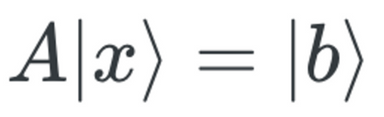 A|x⟩ = |b⟩